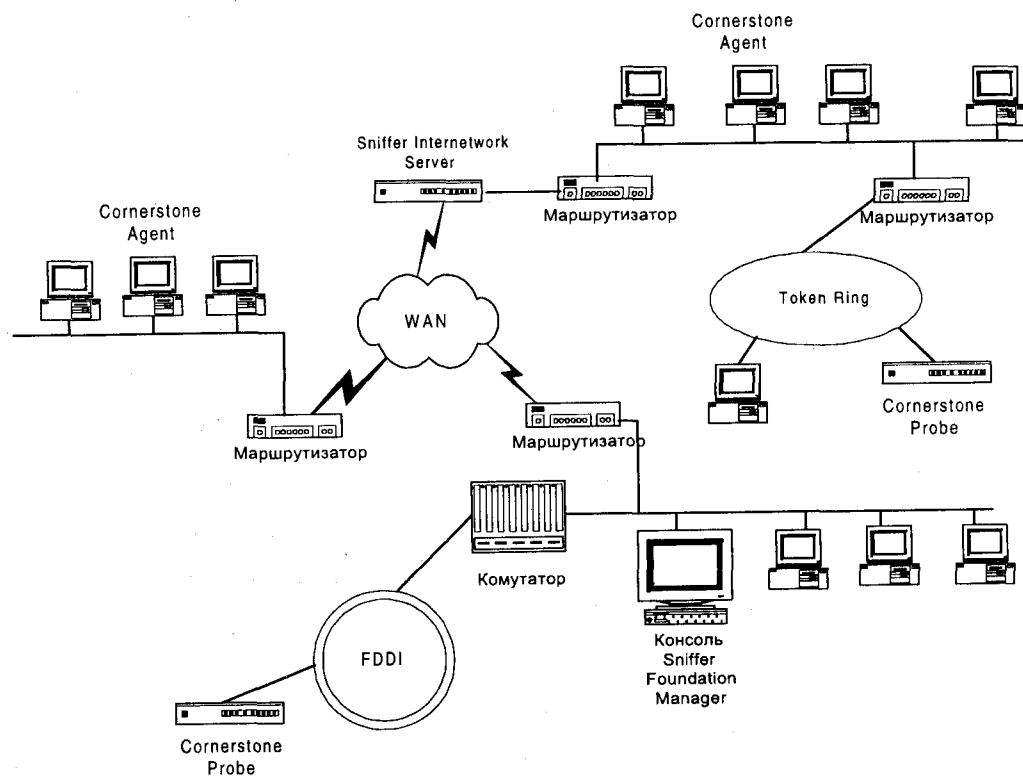 Cornerstone
Agent
Sniffer Internetwork
Server
Маршрутизатор
Маршрутизатор
Cornerstone
Agent
WAN
Token Ring
Маршрутизатор
Маршрутизатор
Cornerstone
Probe
Комутатор
FDDI
Консоль
Sniffer
Foundation
Manager
Cornerstone
Probe